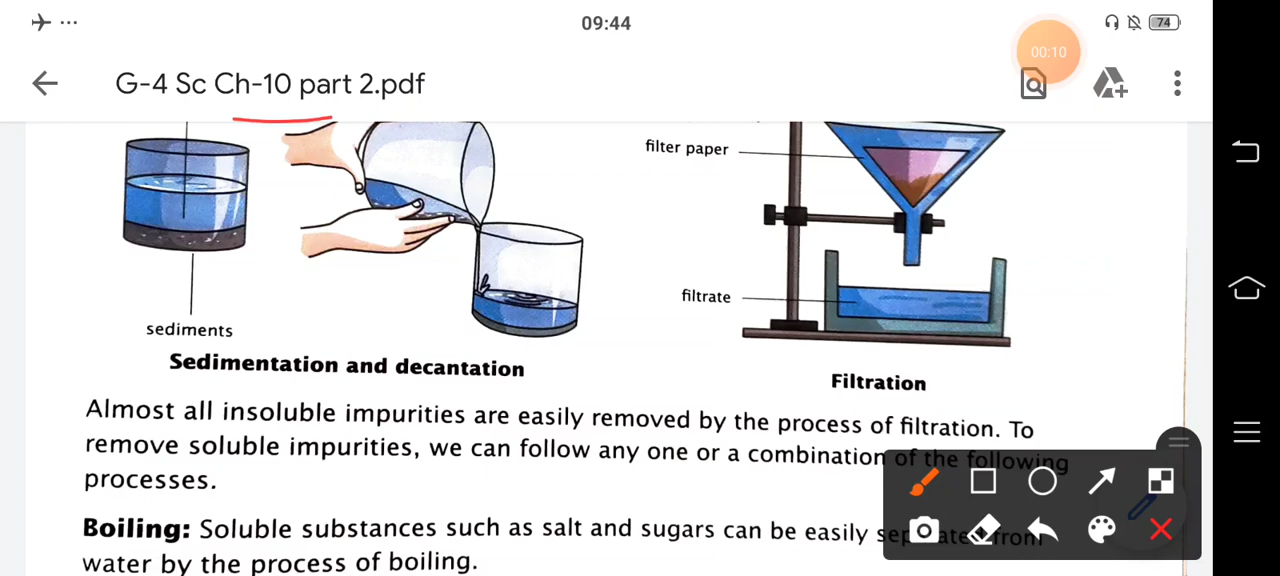 09:44
74
00:10
G-4 Sc Ch-10 part 2.pdf
filter paper
filtrate
sediments
Sedimentation and decantation
Filtration
Almost all insoluble impurities are easily removed by the process of filtration. To
remove soluble impurities, we can follow any one or a combination of the following
processes.
Boiling: Soluble substances such as salt and sugars can be easily separated from
water by the process of boiling.